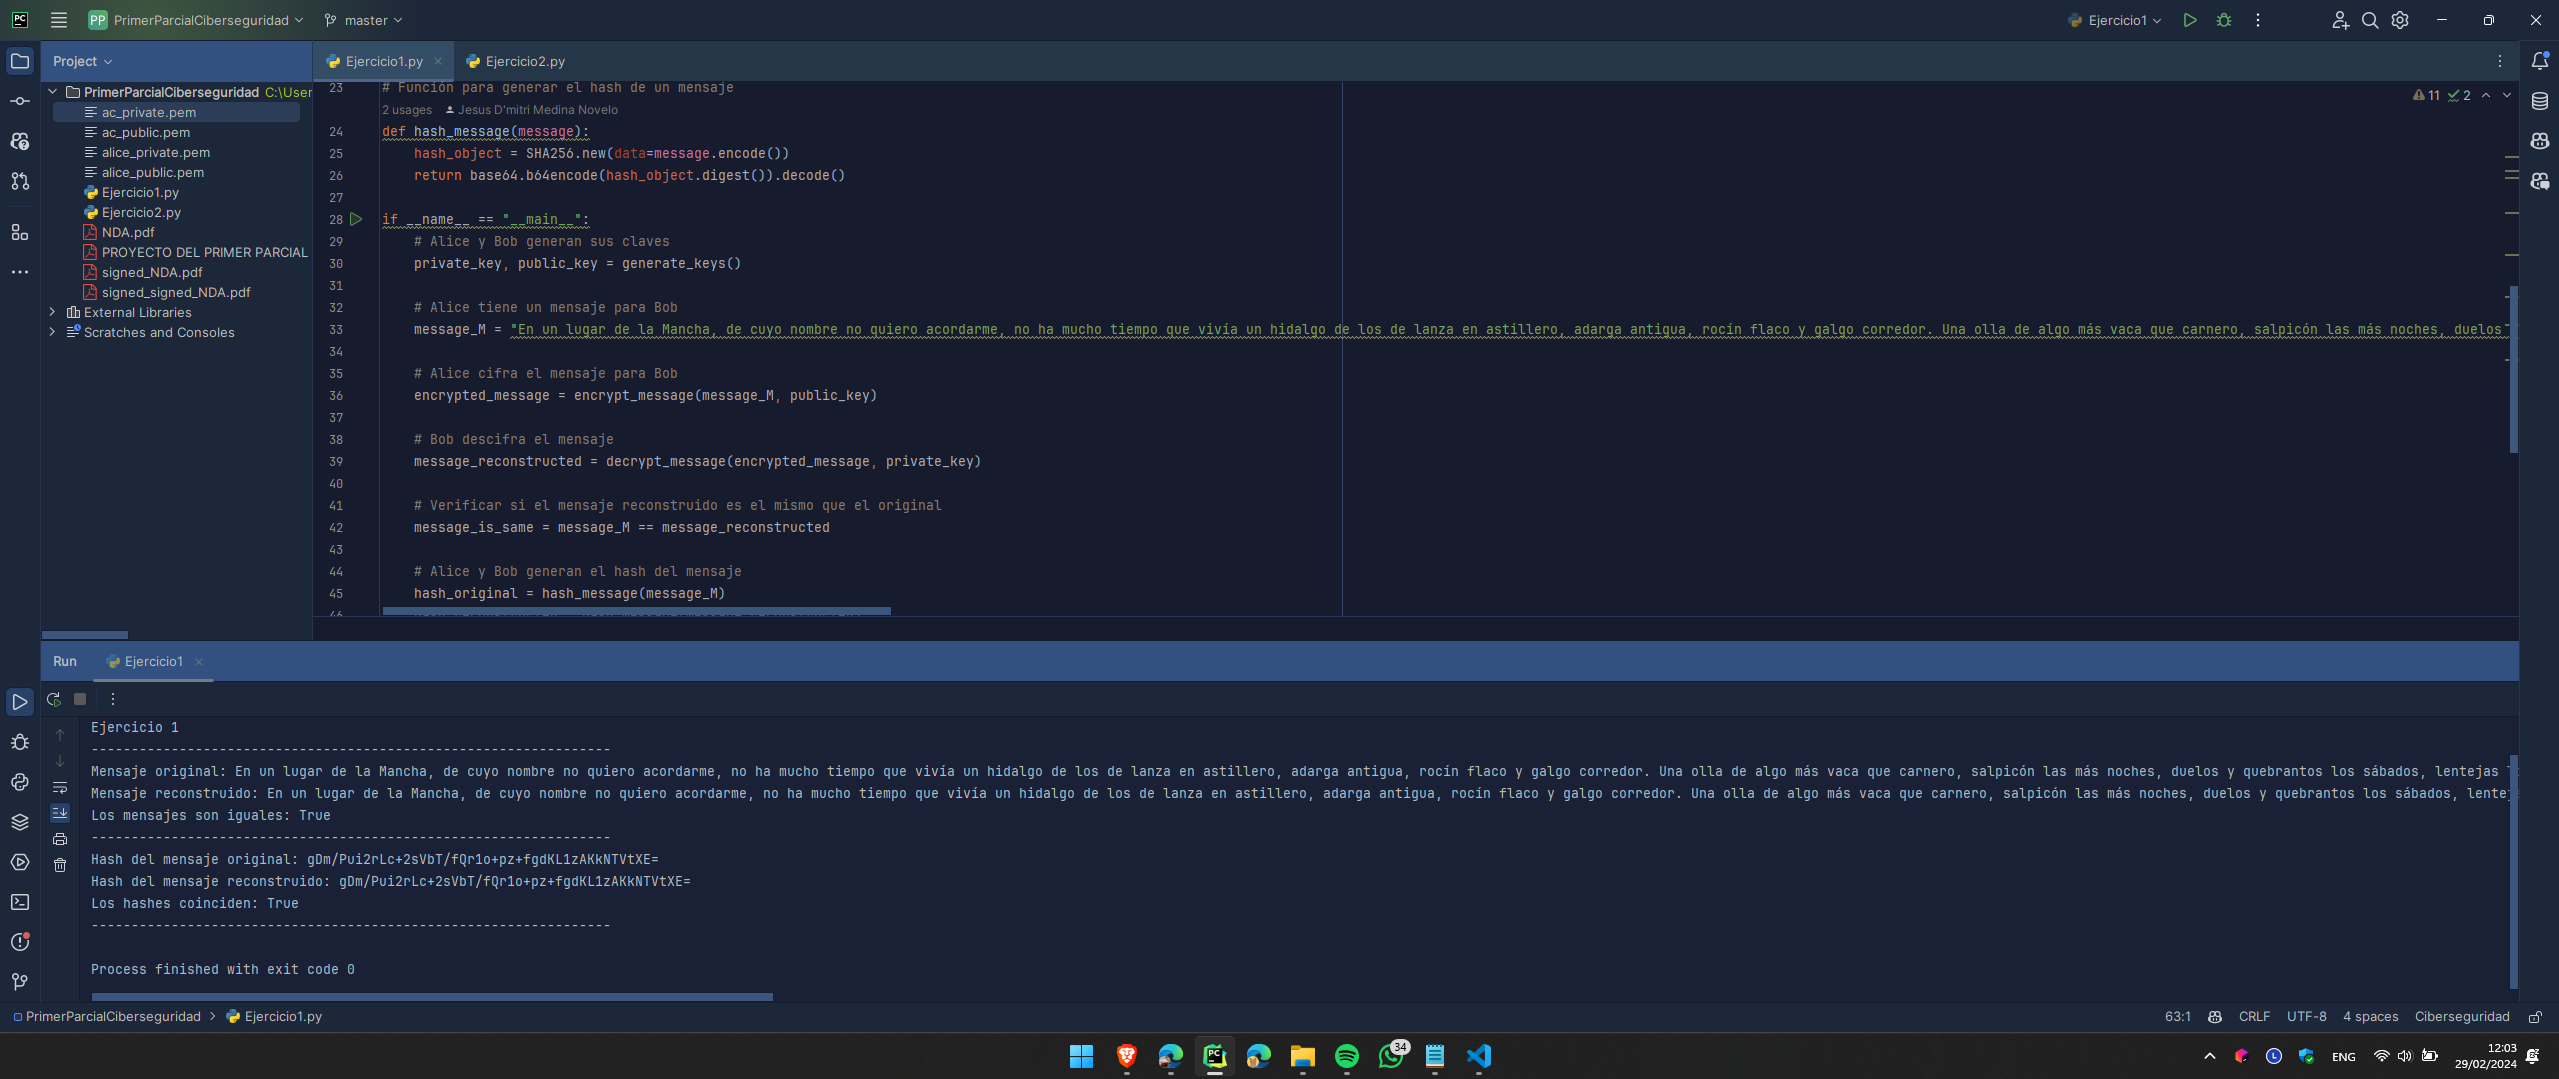 PC PP PrimerParcialCiberseguridad master Ejercicio1
Project
Ejercicio1.py Ejercicio2.py
PrimerParcialCiberseguridad C:\User
ac_private.pem
ac_public.pem
alice_private.pem
alice_public.pem
Ejercicio1.py
Ejercicio2.py
NDA.pdf
PROYECTO DEL PRIMER PARCIAL
signed_NDA.pdf
signed_signed_NDA.pdf
External Libraries
Scratches and Consoles
11 2
23 # Función para generar el hash de un mensaje
2 usages Jesus D'mitri Medina Novelo
24 def hash_message(message):
25 hash_object = SHA256.new(data=message.encode())
26 return base64.b64encode(hash_object.digest()).decode()
27
28 if __name__ == "__main__":
29 # Alice y Bob generan sus claves
30 private_key, public_key = generate_keys()
31
32 # Alice tiene un mensaje para Bob
33 message_M = "En un lugar de la Mancha, de cuyo nombre no quiero acordarme, no ha mucho tiempo que vivía un hidalgo de los de lanza en astillero, adarga antigua, rocín flaco y galgo corredor. Una olla de algo más vaca que carnero, salpicón las más noches, duelos
34
35 # Alice cifra el mensaje para Bob
36 encrypted_message = encrypt_message(message_M, public_key)
37
38 # Bob descifra el mensaje
39 message_reconstructed = decrypt_message(encrypted_message, private_key)
40
41 # Verificar si el mensaje reconstruido es el mismo que el original
42 message_is_same = message_M == message_reconstructed
43
44 # Alice y Bob generan el hash del mensaje
45 hash_original = hash_message(message_M)
Run Ejercicio1
Ejercicio 1
-----------------------------------------------------------------
Mensaje original: En un lugar de la Mancha, de cuyo nombre no quiero acordarme, no ha mucho tiempo que vivía un hidalgo de los de lanza en astillero, adarga antigua, rocín flaco y galgo corredor. Una olla de algo más vaca que carnero, salpicón las más noches, duelos y quebrantos los sábados, lentejas
Mensaje reconstruido: En un lugar de la Mancha, de cuyo nombre no quiero acordarme, no ha mucho tiempo que vivía un hidalgo de los de lanza en astillero, adarga antigua, rocín flaco y galgo corredor. Una olla de algo más vaca que carnero, salpicón las más noches, duelos y quebrantos los sábados,
Los mensajes son iguales: True
-----------------------------------------------------------------
Hash del mensaje original: gDm/Pui2rLc+2sVbT/fQr1o+pz+fgdKL1zAKkNTVtXE=
Hash del mensaje reconstruido: gDm/Pui2rLc+2sVbT/fQr1o+pz+fgdKL1zAKkNTVtXE=
Los hashes coinciden: True
-----------------------------------------------------------------
Process finished with exit code 0
PrimerParcialCiberseguridad Ejercicio1.py 63:1 CRLF UTF-8 4 spaces Ciberseguridad
PC 34 ENG 12:03
29/02/2024